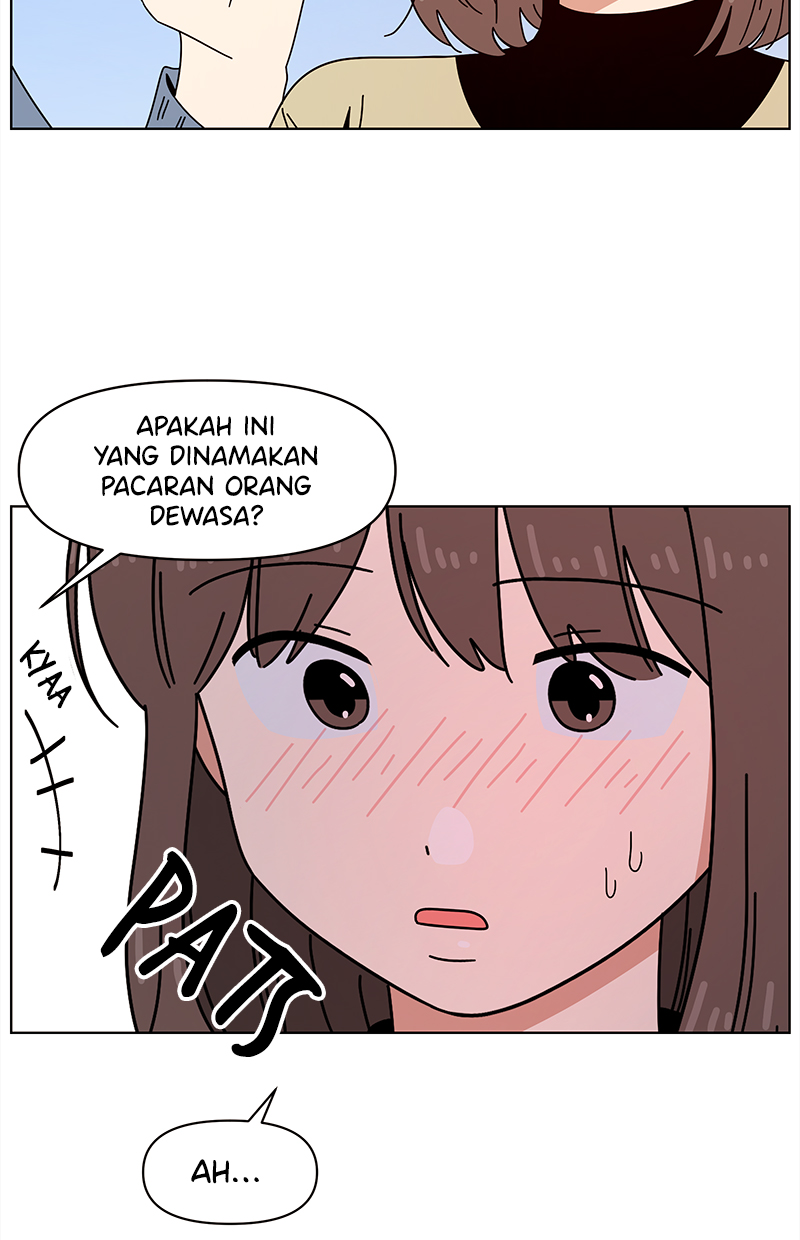 APAKAH INI
YANG DINAMAKAN
PACARAN ORANG
DEWASA?
KYAA
PATS
AH...